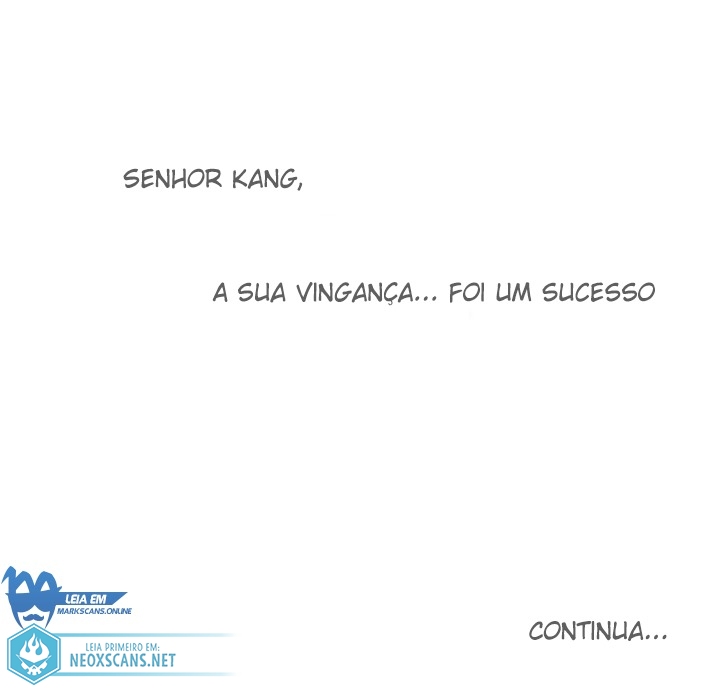 SENHOR KANG,
A SUA VINGANÇA... FOI UM SUCESSO
LEIA EM
MARKSCANS.ONLINE
CONTINUA...
LEIA PRIMEIRO EM:
NEOXSCANS.NET